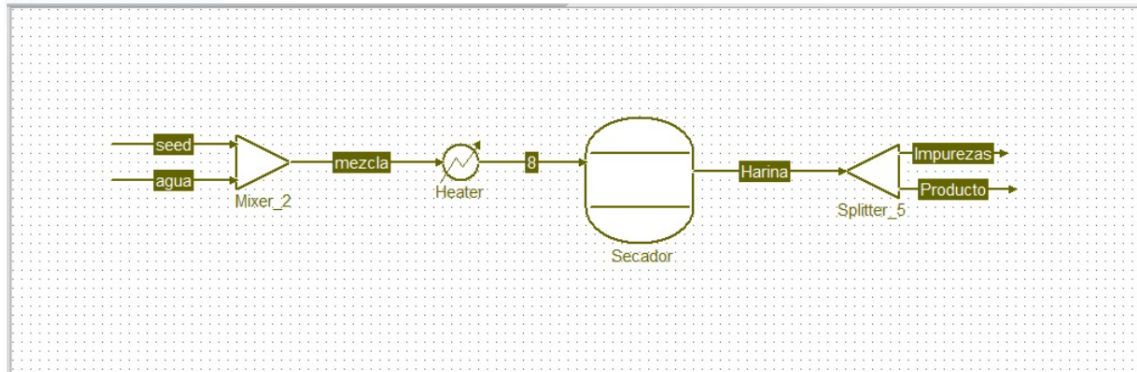 seed
agua
Mixer_2
mezcla
Heater
8
Secador
Harina
Splitter_5
Impurezas
Producto